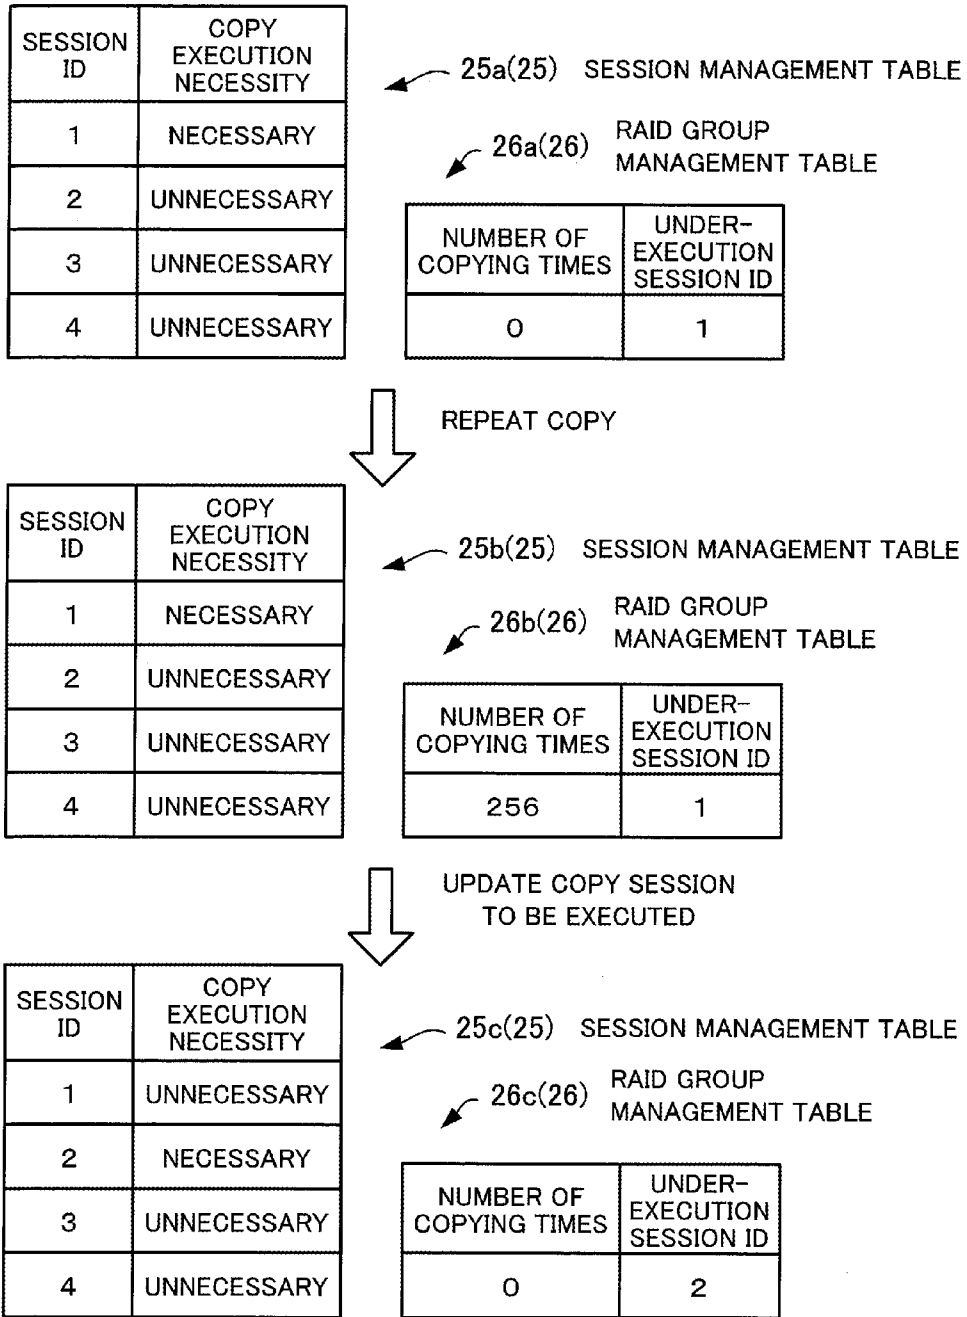 SESSION
ID
COPY
EXECUTION
NECESSITY
1 NECESSARY
2 UNNECESSARY
3 UNNECESSARY
4 UNNECESSARY
25a(25) SESSION MANAGEMENT TABLE
26a(26) RAID GROUP
MANAGEMENT TABLE
NUMBER OF
COPYING TIMES
UNDER-
EXECUTION
SESSION ID
0 1
REPEAT COPY
SESSION
ID
COPY
EXECUTION
NECESSITY
1 NECESSARY
2 UNNECESSARY
3 UNNECESSARY
4 UNNECESSARY
25b(25) SESSION MANAGEMENT TABLE
26b(26) RAID GROUP
MANAGEMENT TABLE
NUMBER OF
COPYING TIMES
UNDER-
EXECUTION
SESSION ID
256 1
UPDATE COPY SESSION
TO BE EXECUTED
SESSION
ID
COPY
EXECUTION
NECESSITY
1 UNNECESSARY
2 NECESSARY
3 UNNECESSARY
4 UNNECESSARY
25c(25) SESSION MANAGEMENT TABLE
26c(26) RAID GROUP
MANAGEMENT TABLE
NUMBER OF
COPYING TIMES
UNDER-
EXECUTION
SESSION ID
0 2